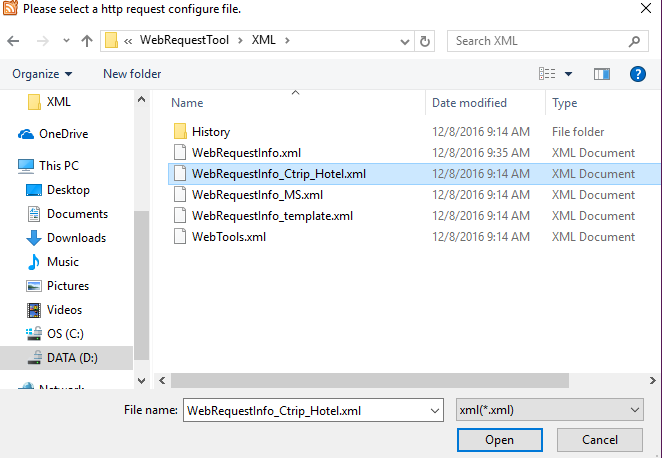 Please select a http request configure file.
« WebRequestTool > XML >
Search XML
Organize
New folder
?
Name
Date modified
Type
XML
OneDrive
This PC
Desktop
Documents
Downloads
Music
Pictures
Videos
OS (C:)
DATA (D:)
Network
History 12/8/2016 9:14 AM File folder
WebRequestInfo.xml 12/8/2016 9:35 AM XML Document
WebRequestInfo_Ctrip_Hotel.xml 12/8/2016 9:14 AM XML Document
WebRequestInfo_MS.xml 12/8/2016 9:14 AM XML Document
WebRequestInfo_template.xml 12/8/2016 9:14 AM XML Document
WebTools.xml 12/8/2016 9:14 AM XML Document
File name: WebRequestInfo_Ctrip_Hotel.xml
xml(*.xml)
Open
Cancel